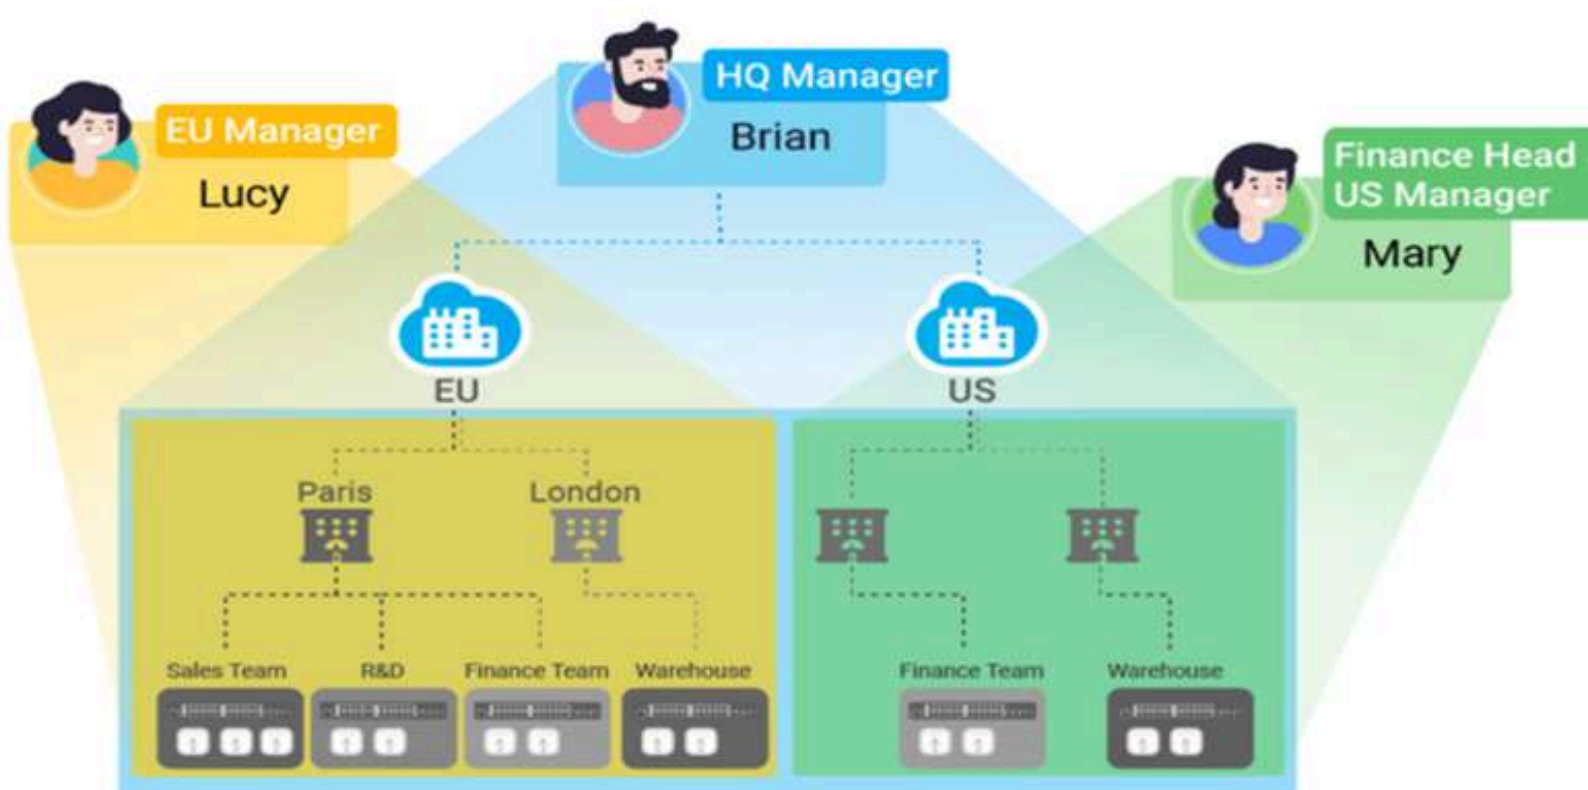 HQ Manager
Brian
EU Manager
Lucy
Finance Head
US Manager
Mary
EU
US
Paris
London
Sales Team
R&D
Finance Team
Warehouse
Finance Team
Warehouse